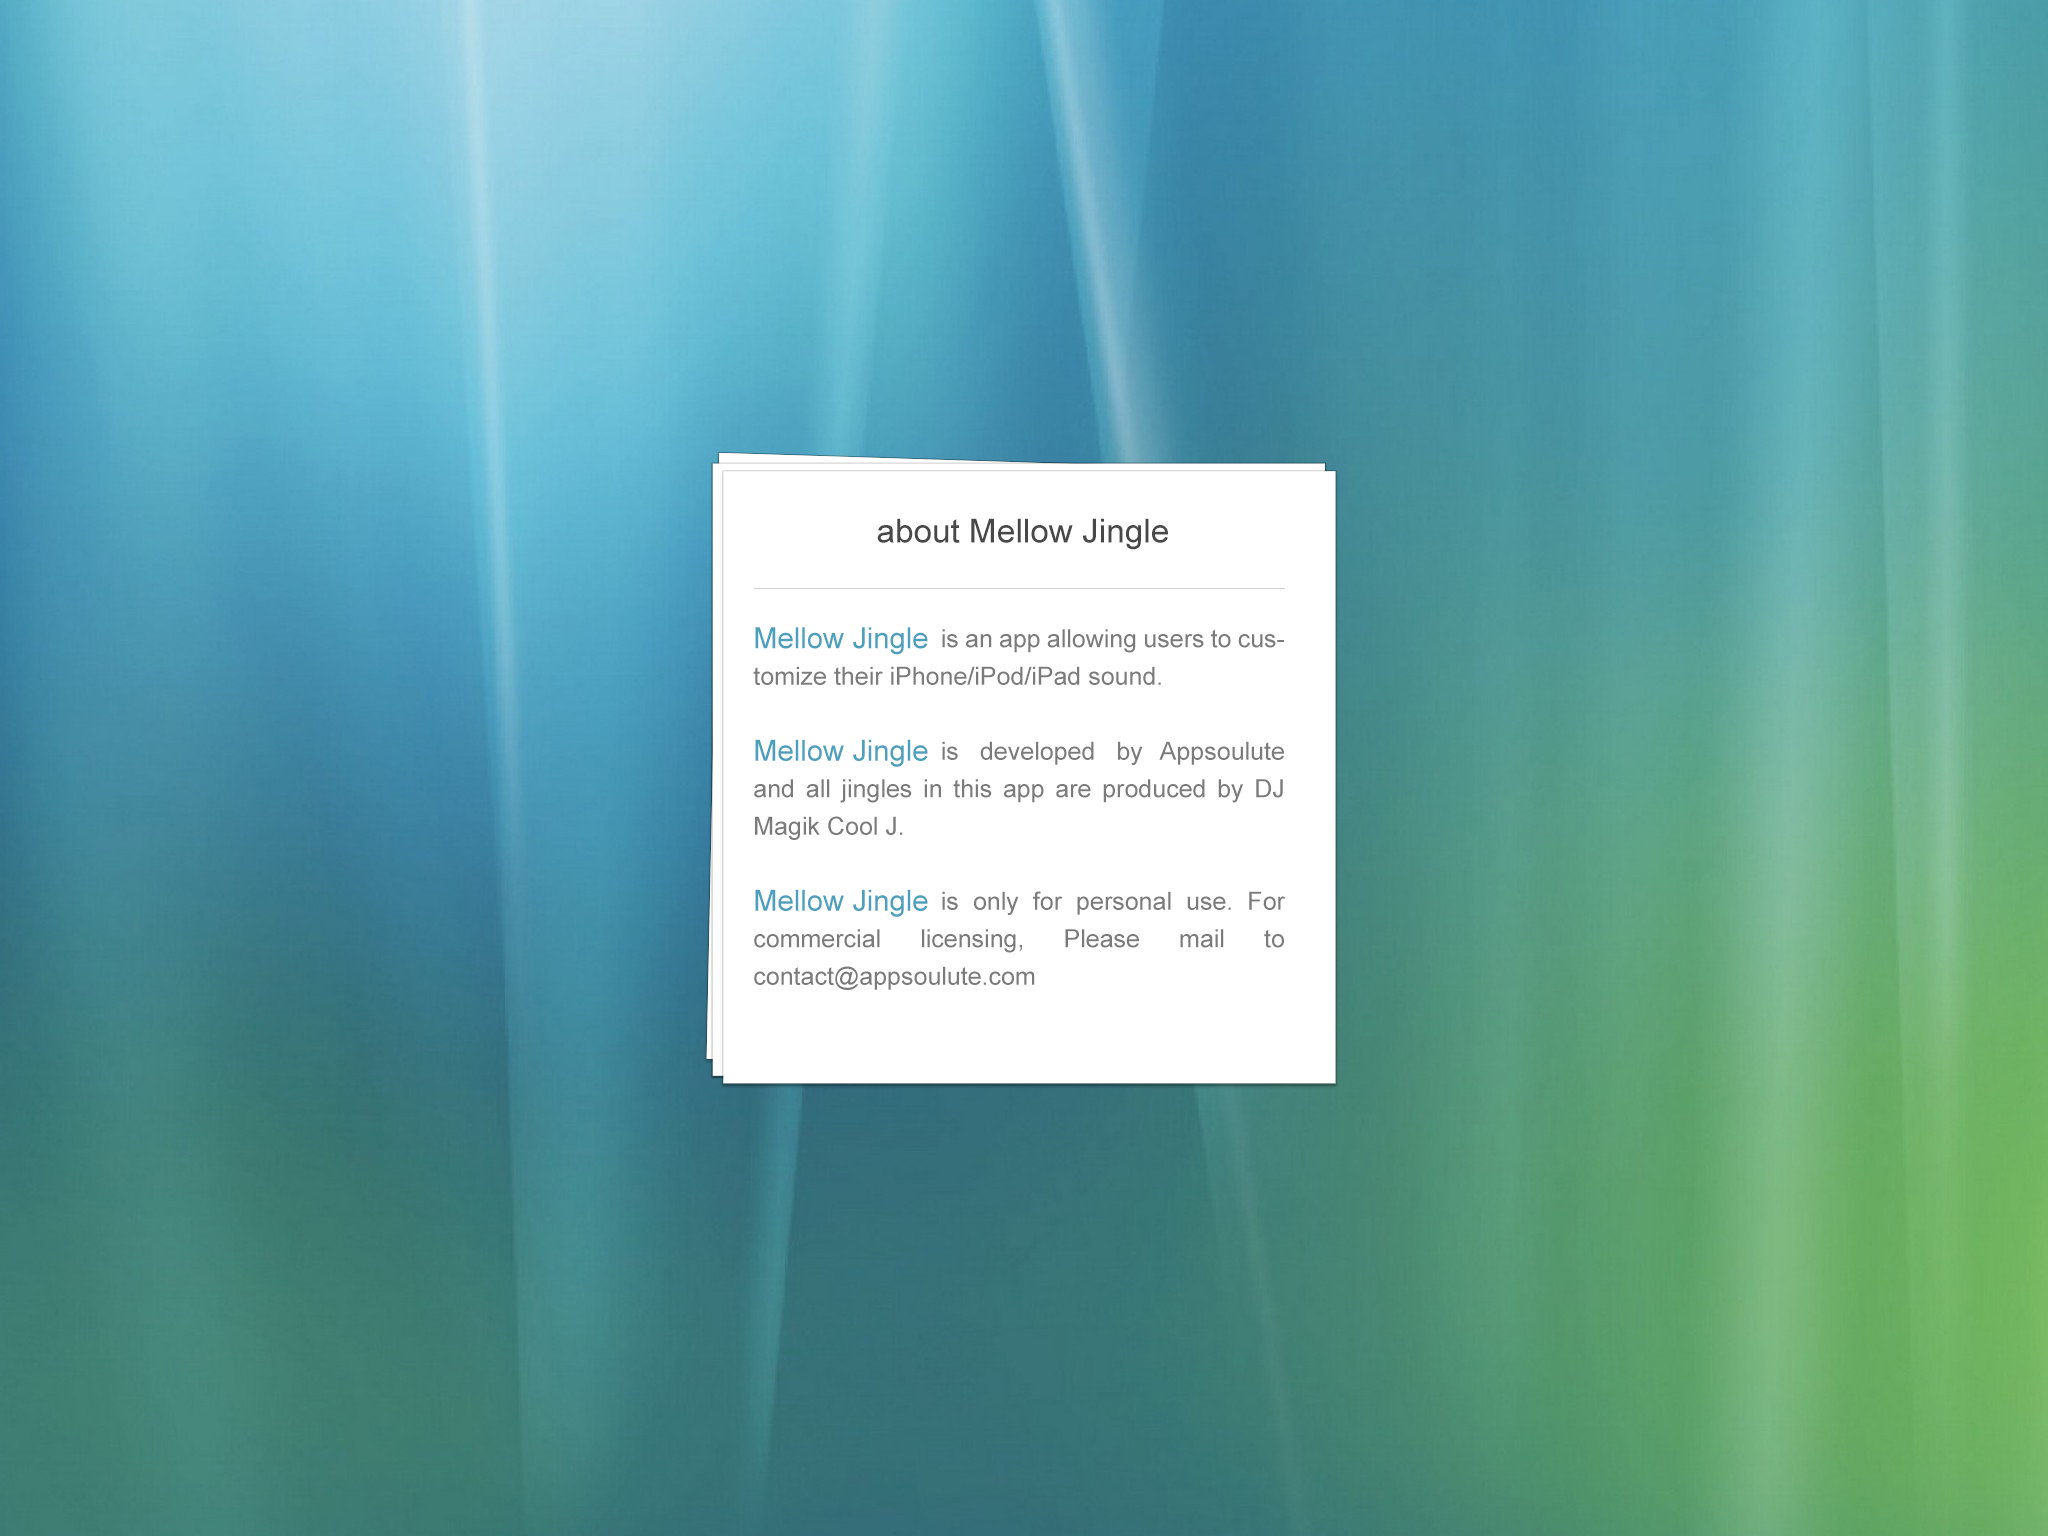 about Mellow Jingle
Mellow Jingle is an app allowing users to cus-
tomize their iPhone/iPod/iPad sound.
Mellow Jingle is developed by Appsoulute
and all jingles in this app are produced by DJ
Magik Cool J.
Mellow Jingle is only for personal use. For
commercial licensing, Please mail to
contact@appsoulute.com